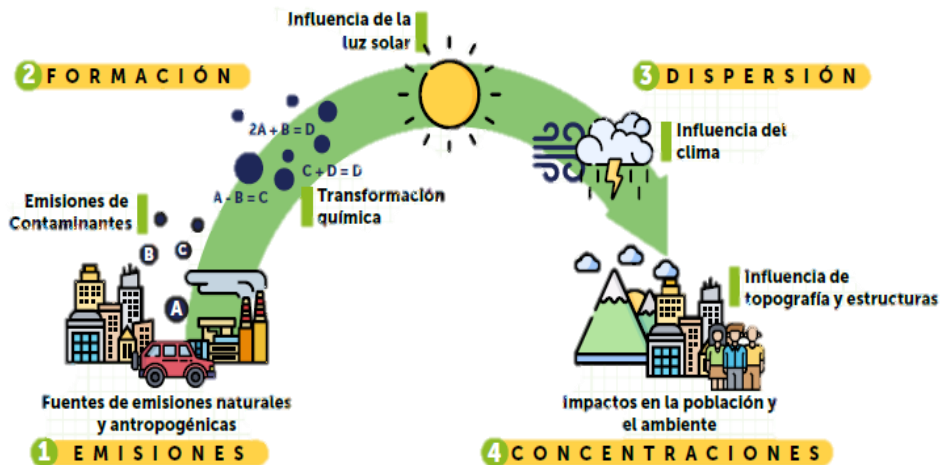 Influencia de la
luz solar
2 FORMACIÓN
3 DISPERSIÓN
2A + B = D
C + D = D
A - B = C
Influencia del
clima
Transformación
química
Emisiones de
Contaminantes
B
C
A
Influencia de
topografía y estructuras
Fuentes de emisiones naturales
y antropogénicas
1 EMISIONES
Impactos en la población y
el ambiente
4 CONCENTRACIONES